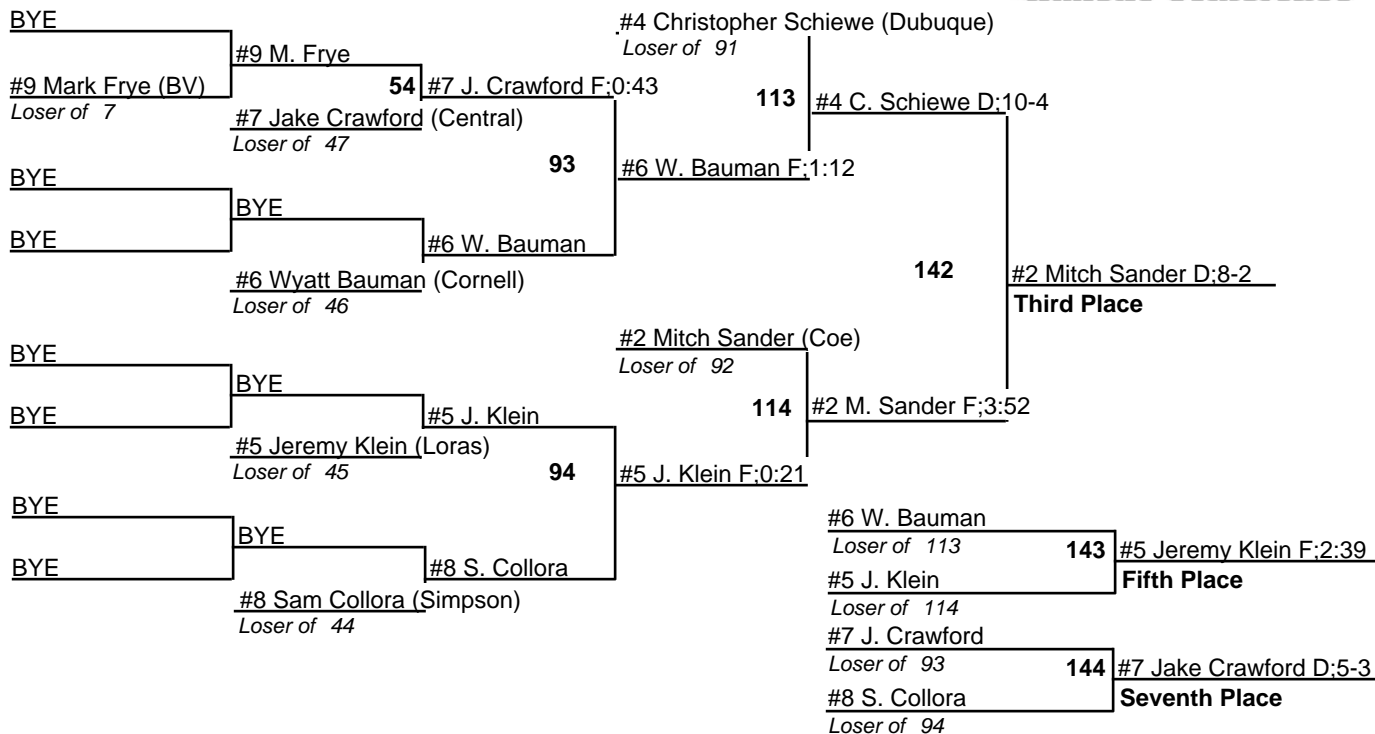 BYE
#9 Mark Frye (BV)
Loser of 7
#9 M. Frye
54
#7 Jake Crawford (Central)
Loser of 47
#7 J. Crawford F;0:43
BYE
BYE
BYE
#6 Wyatt Bauman (Cornell)
Loser of 46
#6 W. Bauman
93
#4 Christopher Schiewe (Dubuque)
Loser of 91
#6 W. Bauman F;1:12
113
#4 C. Schiewe D;10-4
BYE
BYE
BYE
#5 Jeremy Klein (Loras)
Loser of 45
#5 J. Klein
BYE
BYE
BYE
#8 Sam Collora (Simpson)
Loser of 44
#8 S. Collora
94
#2 Mitch Sander (Coe)
Loser of 92
#5 J. Klein F;0:21
114
#2 M. Sander F;3:52
142
#2 Mitch Sander D;8-2
Third Place
#6 W. Bauman
Loser of 113
#5 J. Klein
Loser of 114
143
#5 Jeremy Klein F;2:39
Fifth Place
#7 J. Crawford
Loser of 93
#8 S. Collora
Loser of 94
144
#7 Jake Crawford D;5-3
Seventh Place